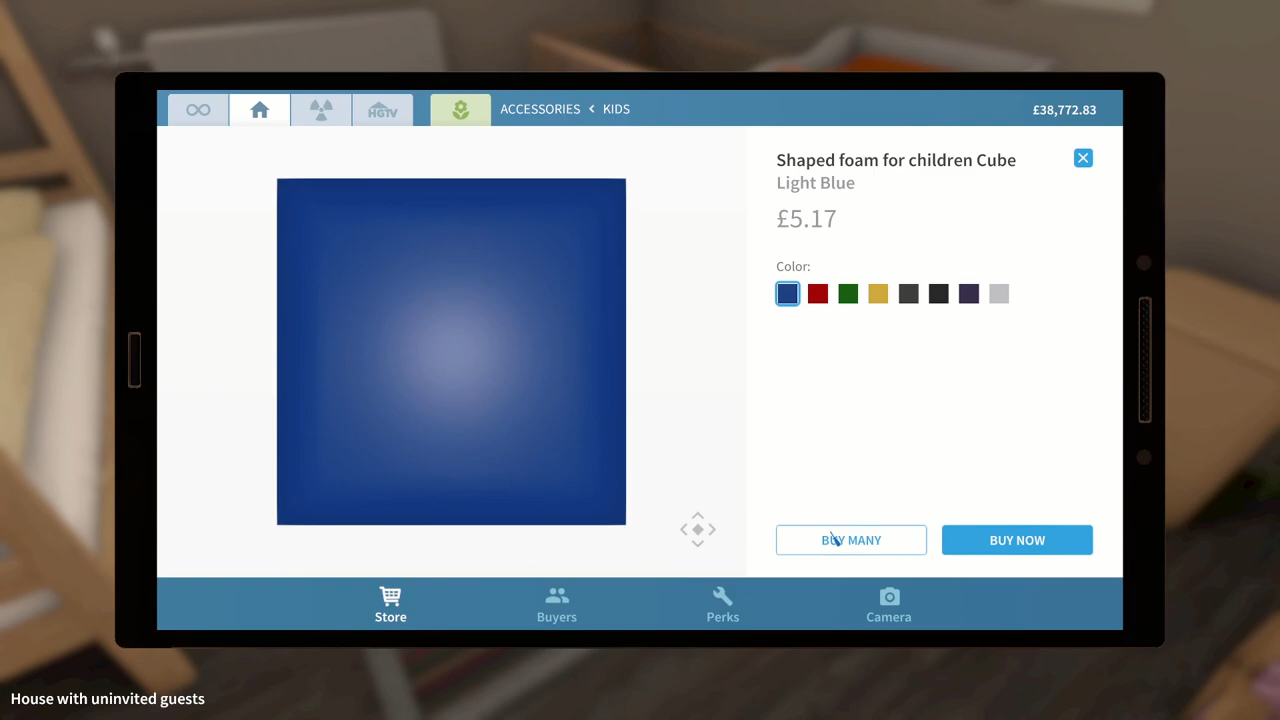 HGTV
ACCESSORIES < KIDS
£38,772.83
Shaped foam for children Cube
Light Blue
£5.17
Color:
BUY MANY
BUY NOW
Store
Buyers
Perks
Camera
House with uninvited guests